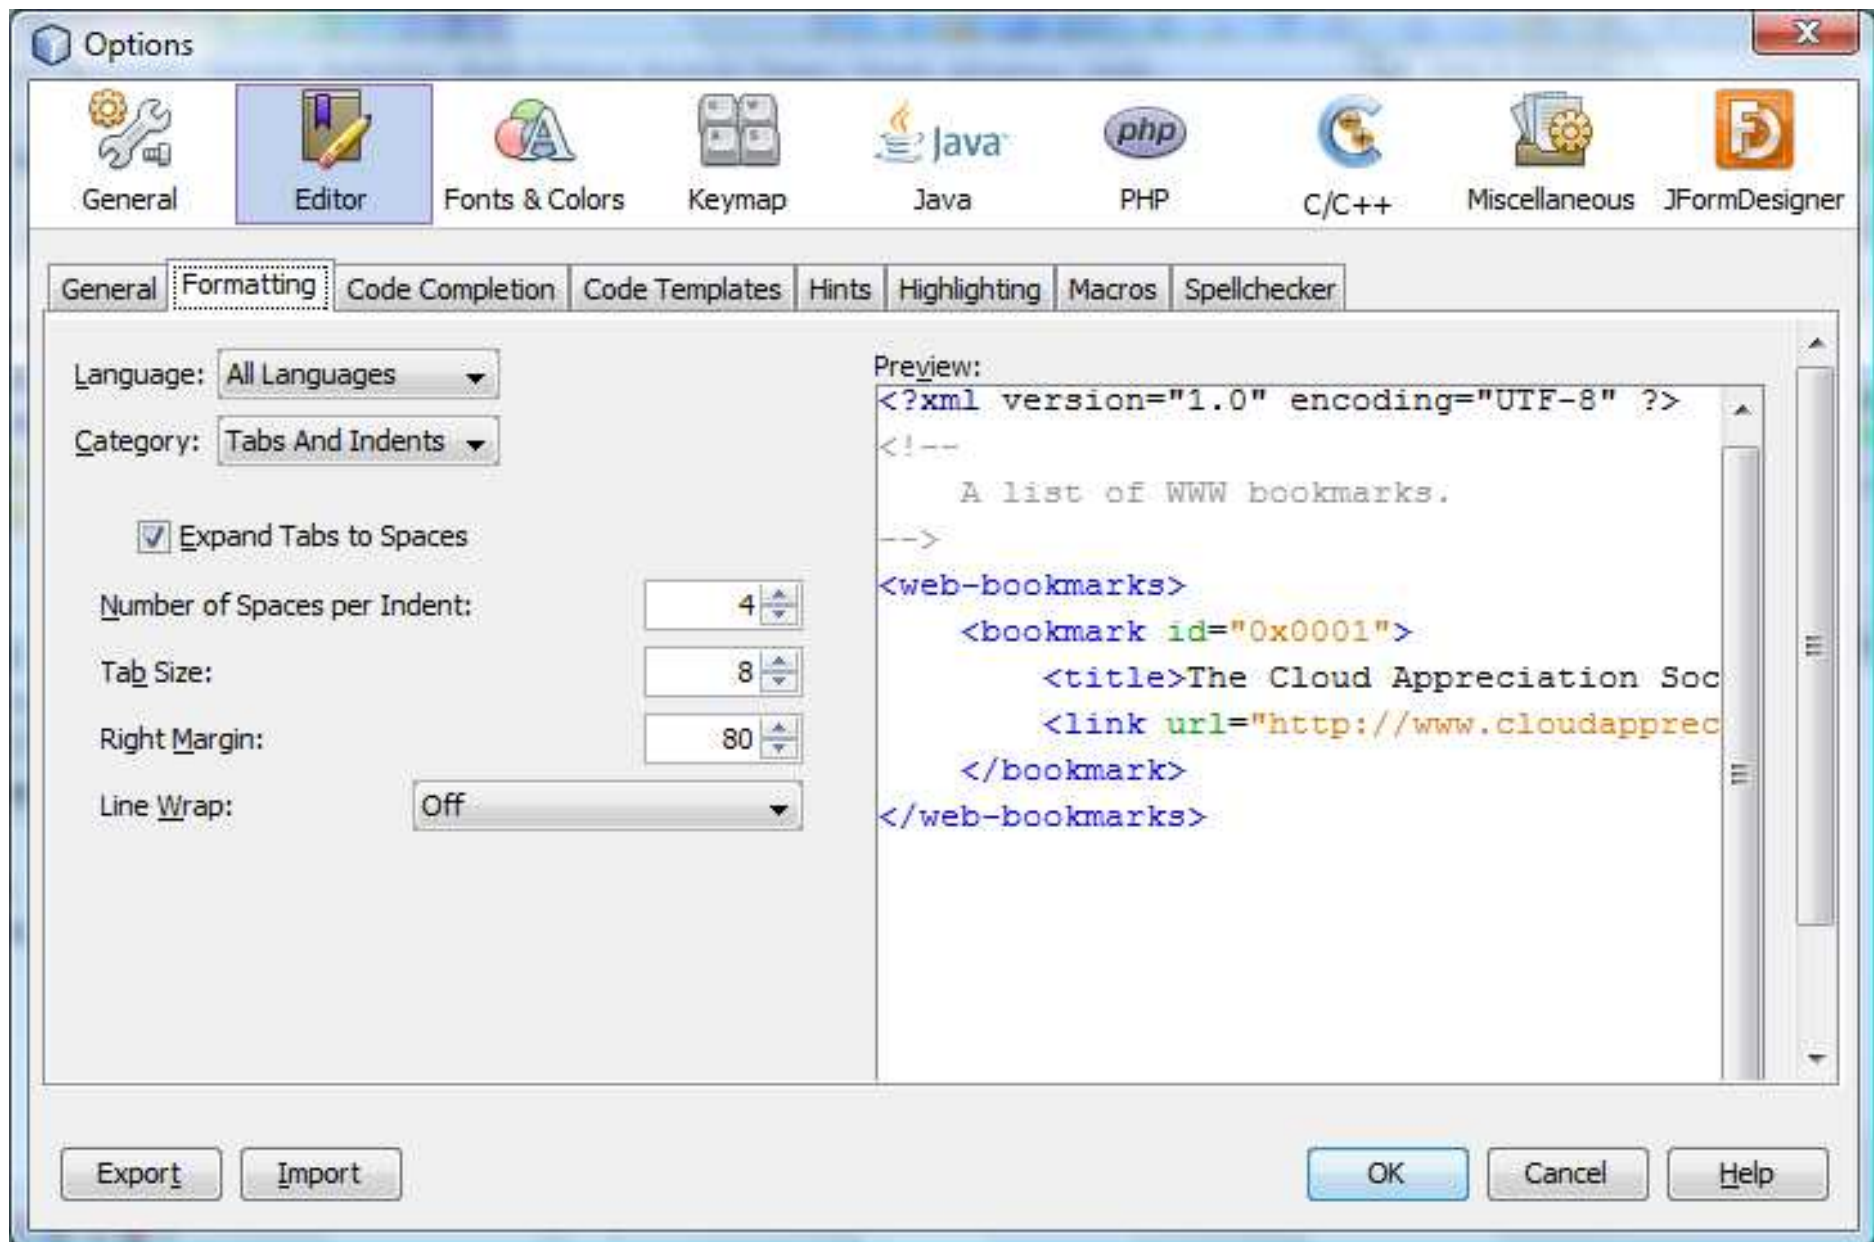 Options
Java
php
General
Editor
Fonts & Colors
Keymap
Java
PHP
C/C++
Miscellaneous
JFormDesigner
General
Formatting
Code Completion
Code Templates
Hints
Highlighting
Macros
Spellchecker
Language: All Languages
Category: Tabs And Indents
Expand Tabs to Spaces
Number of Spaces per Indent: 4
Tab Size: 8
Right Margin: 80
Line Wrap: Off
Preview:
<?xml version="1.0" encoding="UTF-8" ?>
<!--
    A list of WWW bookmarks.
-->
<web-bookmarks>
    <bookmark id="0x0001">
        <title>The Cloud Appreciation Soc
        <link url="http://www.cloudapprec
    </bookmark>
</web-bookmarks>
Export
Import
OK
Cancel
Help